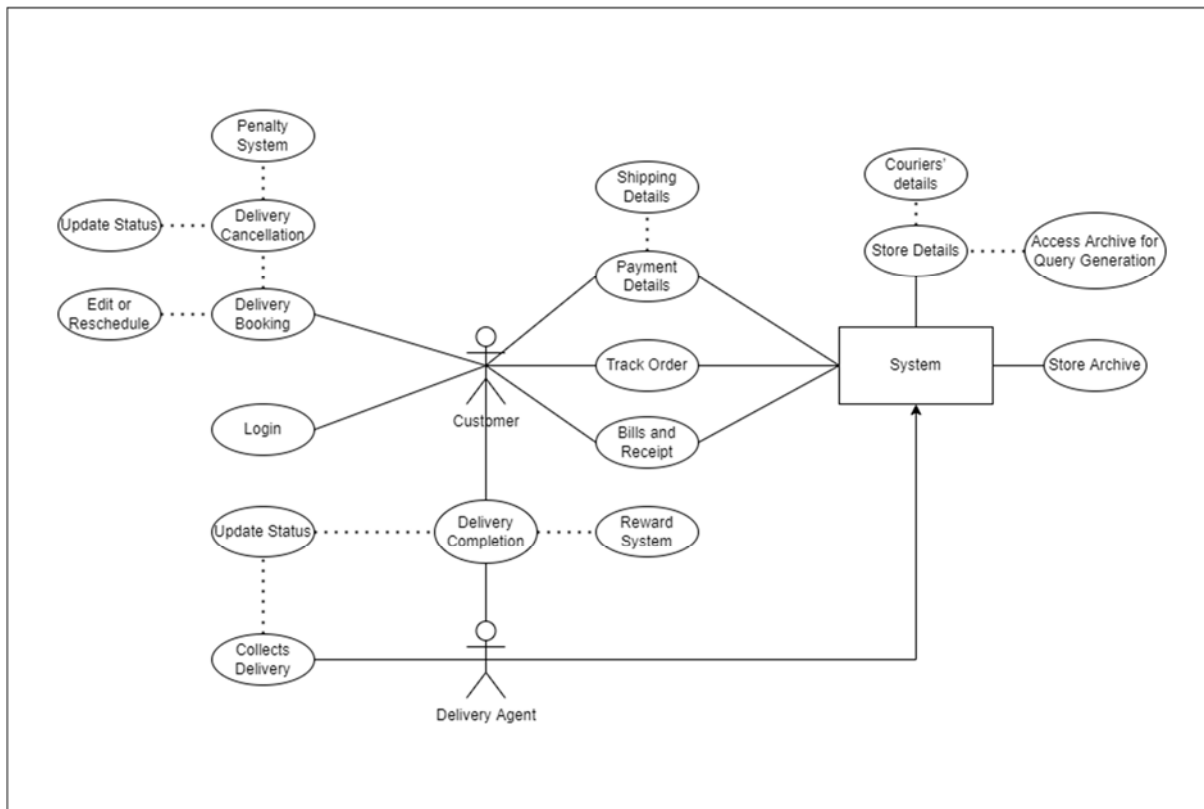 Penalty
System
Update Status
Delivery
Cancellation
Edit or
Reschedule
Delivery
Booking
Login
Customer
Shipping
Details
Payment
Details
Track Order
Bills and
Receipt
Couriers'
details
Store Details
Access Archive for
Query Generation
System
Store Archive
Update Status
Delivery
Completion
Reward
System
Collects
Delivery
Delivery Agent